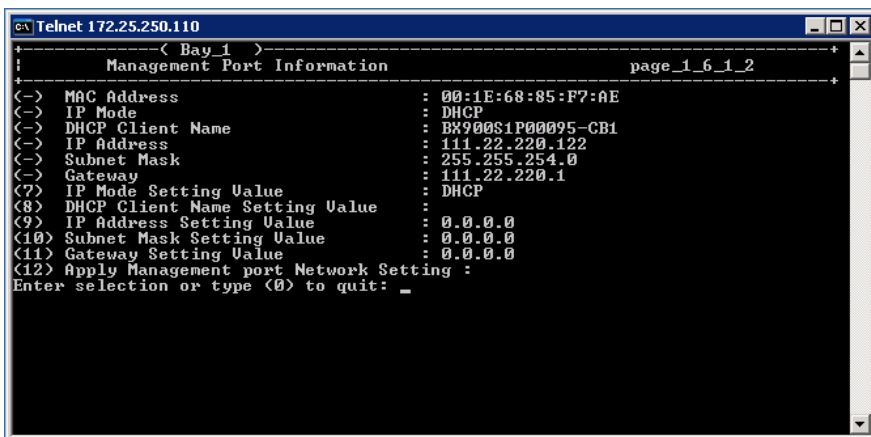 Telnet 172.25.250.110
+--------------( Bay_1 )---------------------------------------------------------+
| Management Port Information page_1_6_1_2
+--------------------------------------------------------------------------------+
(-) MAC Address : 00:1E:68:85:F7:AE
(-) IP Mode : DHCP
(-) DHCP Client Name : BX900S1P00095-CB1
(-) IP Address : 111.22.220.122
(-) Subnet Mask : 255.255.254.0
(-) Gateway : 111.22.220.1
(7) IP Mode Setting Value : DHCP
(8) DHCP Client Name Setting Value :
(9) IP Address Setting Value : 0.0.0.0
(10) Subnet Mask Setting Value : 0.0.0.0
(11) Gateway Setting Value : 0.0.0.0
(12) Apply Management port Network Setting :
Enter selection or type (0) to quit: _